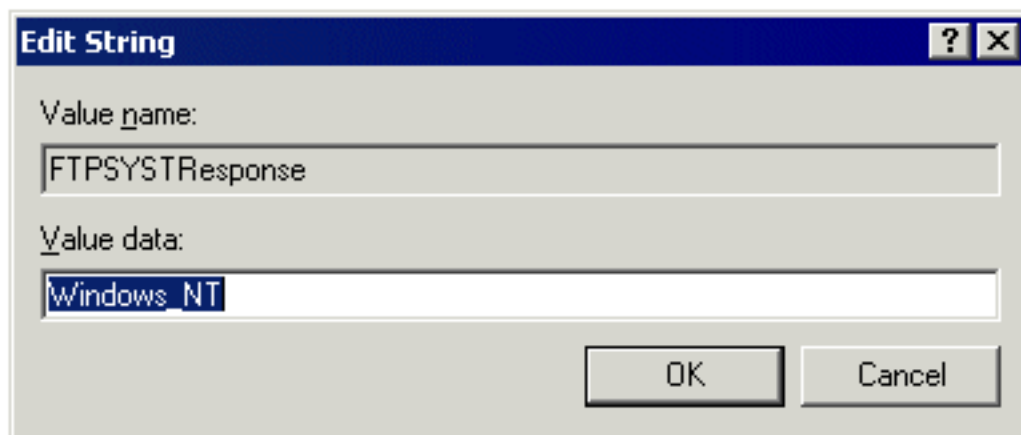 Edit String
Value name:
FTPSYSTResponse
Value data:
Windows_NT
OK Cancel